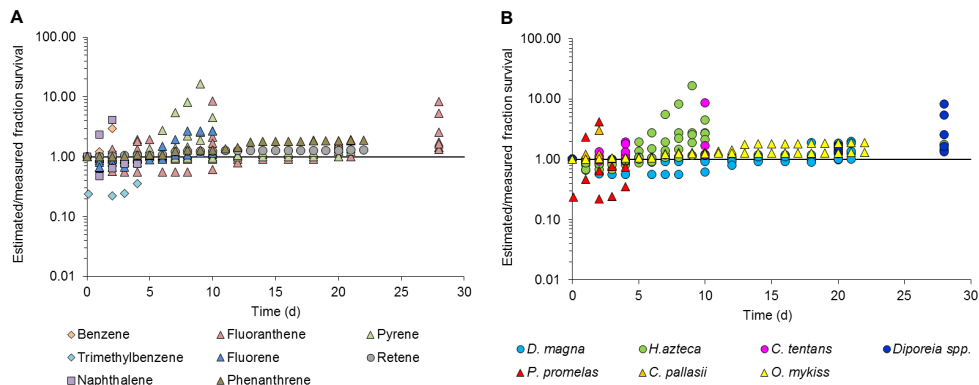 A
Estimated/measured fraction survival
100.00
10.00
1.00
0.10
0.01
0
5
10
15
20
25
30
Time (d)
Benzene
Fluoranthene
Pyrene
Trimethylbenzene
Fluorene
Retene
Naphthalene
Phenanthrene
B
Estimated/measured fraction survival
100.00
10.00
1.00
0.10
0.01
0
5
10
15
20
25
30
Time (d)
D. magna
H.azteca
C. tentans
Diporeia spp.
P. promelas
C. pallasii
O. mykiss